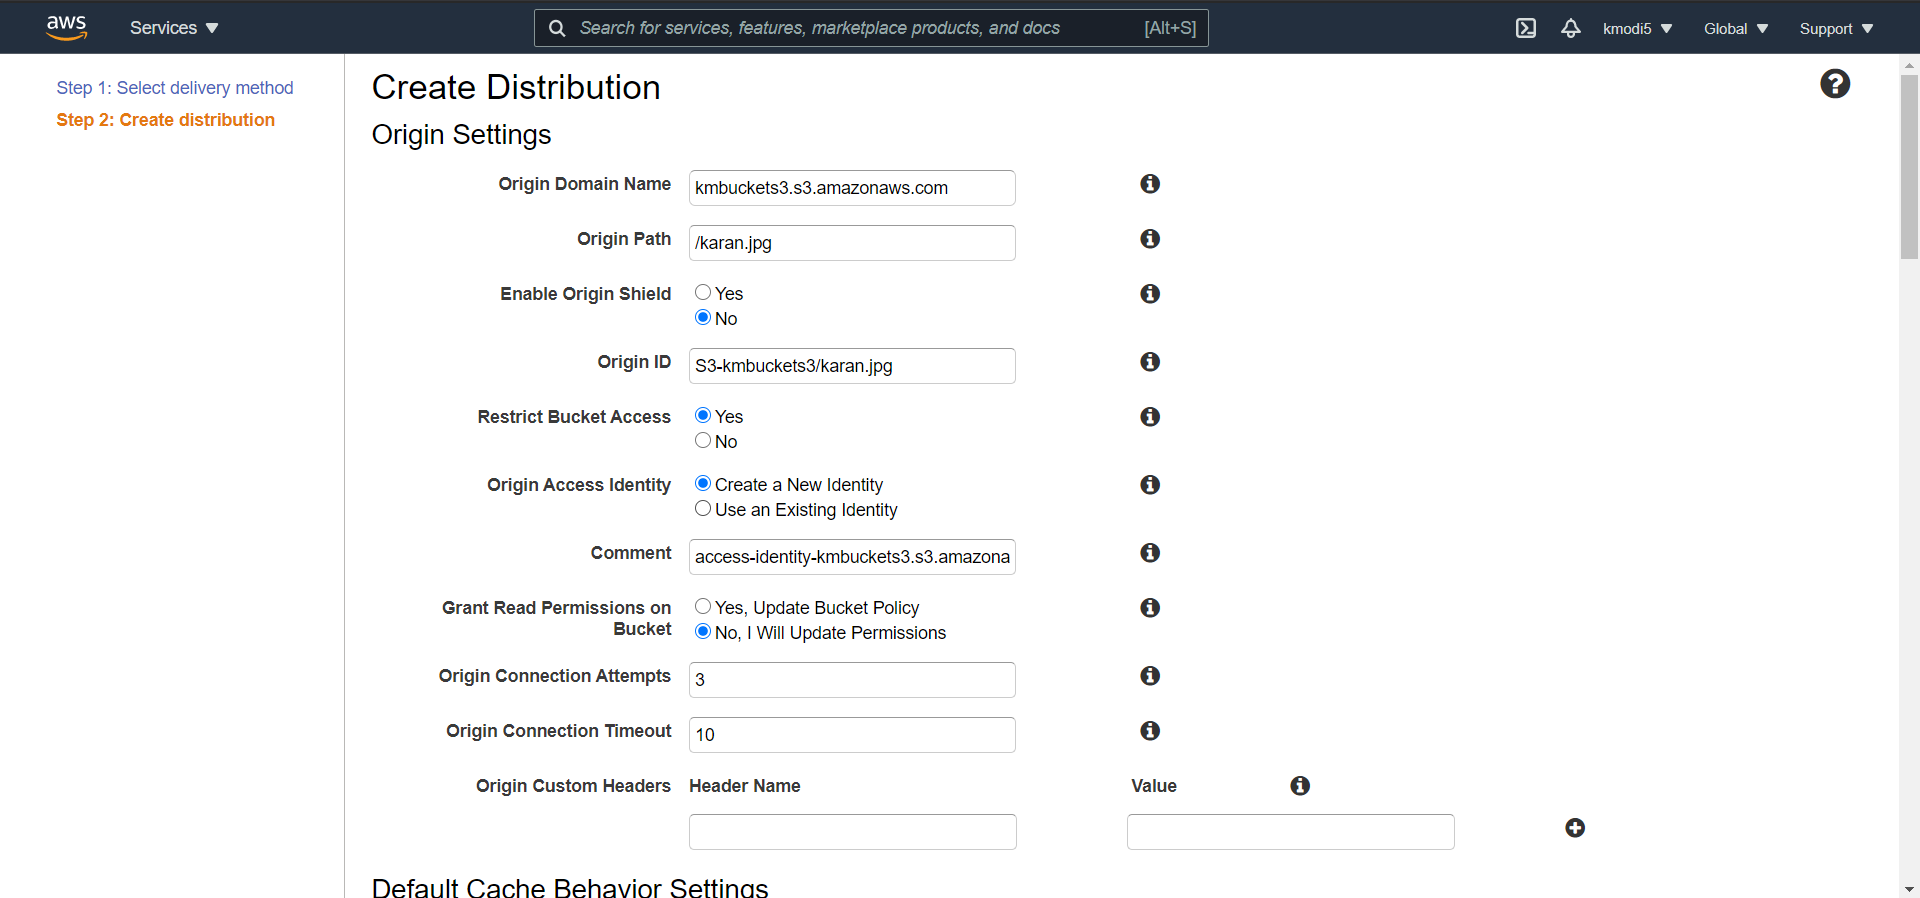 aws Services Search for services, features, marketplace products, and docs [Alt+S] kmodi5 Global Support
Step 1: Select delivery method
Step 2: Create distribution
Create Distribution
Origin Settings
Origin Domain Name kmbuckets3.s3.amazonaws.com
Origin Path /karan.jpg
Enable Origin Shield Yes
No
Origin ID S3-kmbuckets3/karan.jpg
Restrict Bucket Access Yes
No
Origin Access Identity Create a New Identity
Use an Existing Identity
Comment access-identity-kmbuckets3.s3.amazona
Grant Read Permissions on Bucket Yes, Update Bucket Policy
No, I Will Update Permissions
Origin Connection Attempts 3
Origin Connection Timeout 10
Origin Custom Headers Header Name Value
Default Cache Behavior Settings